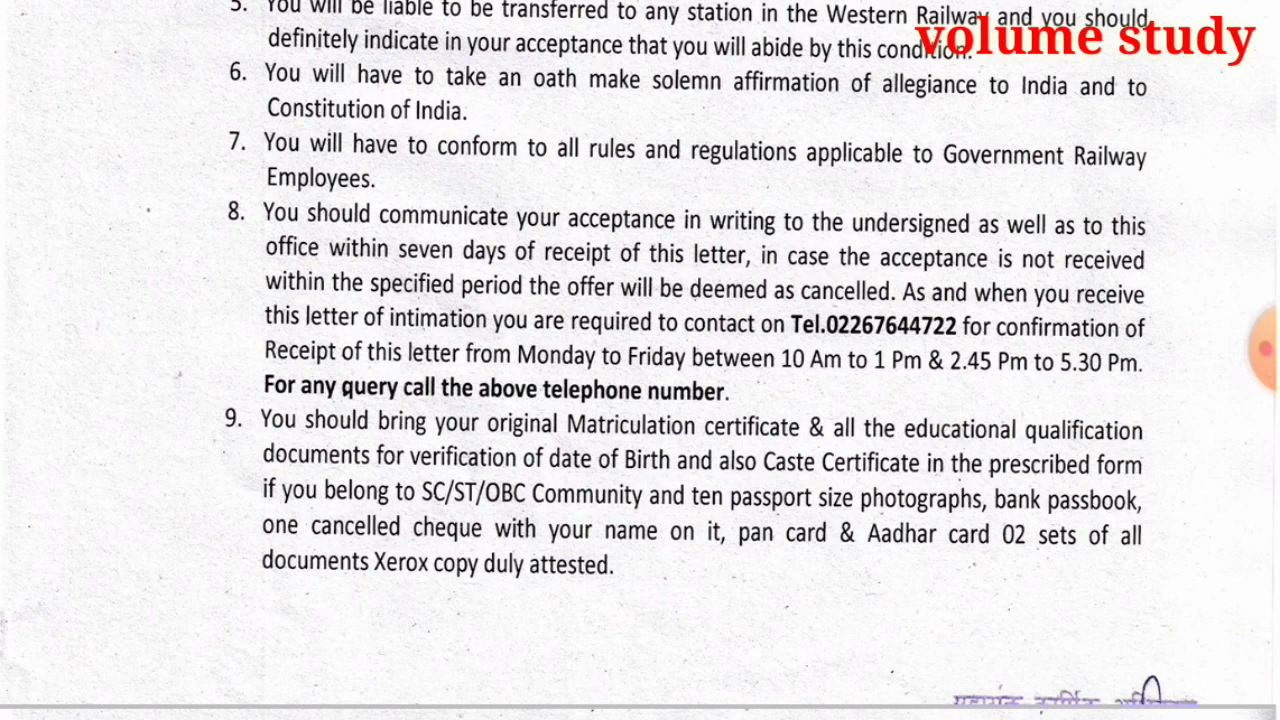 5. You will be liable to be transferred to any station in the Western Railway and you should
volume study
definitely indicate in your acceptance that you will abide by this condition.
6. You will have to take an oath make solemn affirmation of allegiance to India and to
Constitution of India.
7. You will have to conform to all rules and regulations applicable to Government Railway
Employees.
8. You should communicate your acceptance in writing to the undersigned as well as to this
office within seven days of receipt of this letter, in case the acceptance is not received
within the specified period the offer will be deemed as cancelled. As and when you receive
this letter of intimation you are required to contact on Tel.02267644722 for confirmation of
Receipt of this letter from Monday to Friday between 10 Am to 1 Pm & 2.45 Pm to 5.30 Pm.
For any query call the above telephone number.
9. You should bring your original Matriculation certificate & all the educational qualification
documents for verification of date of Birth and also Caste Certificate in the prescribed form
if you belong to SC/ST/OBC Community and ten passport size photographs, bank passbook,
one cancelled cheque with your name on it, pan card & Aadhar card 02 sets of all
documents Xerox copy duly attested.